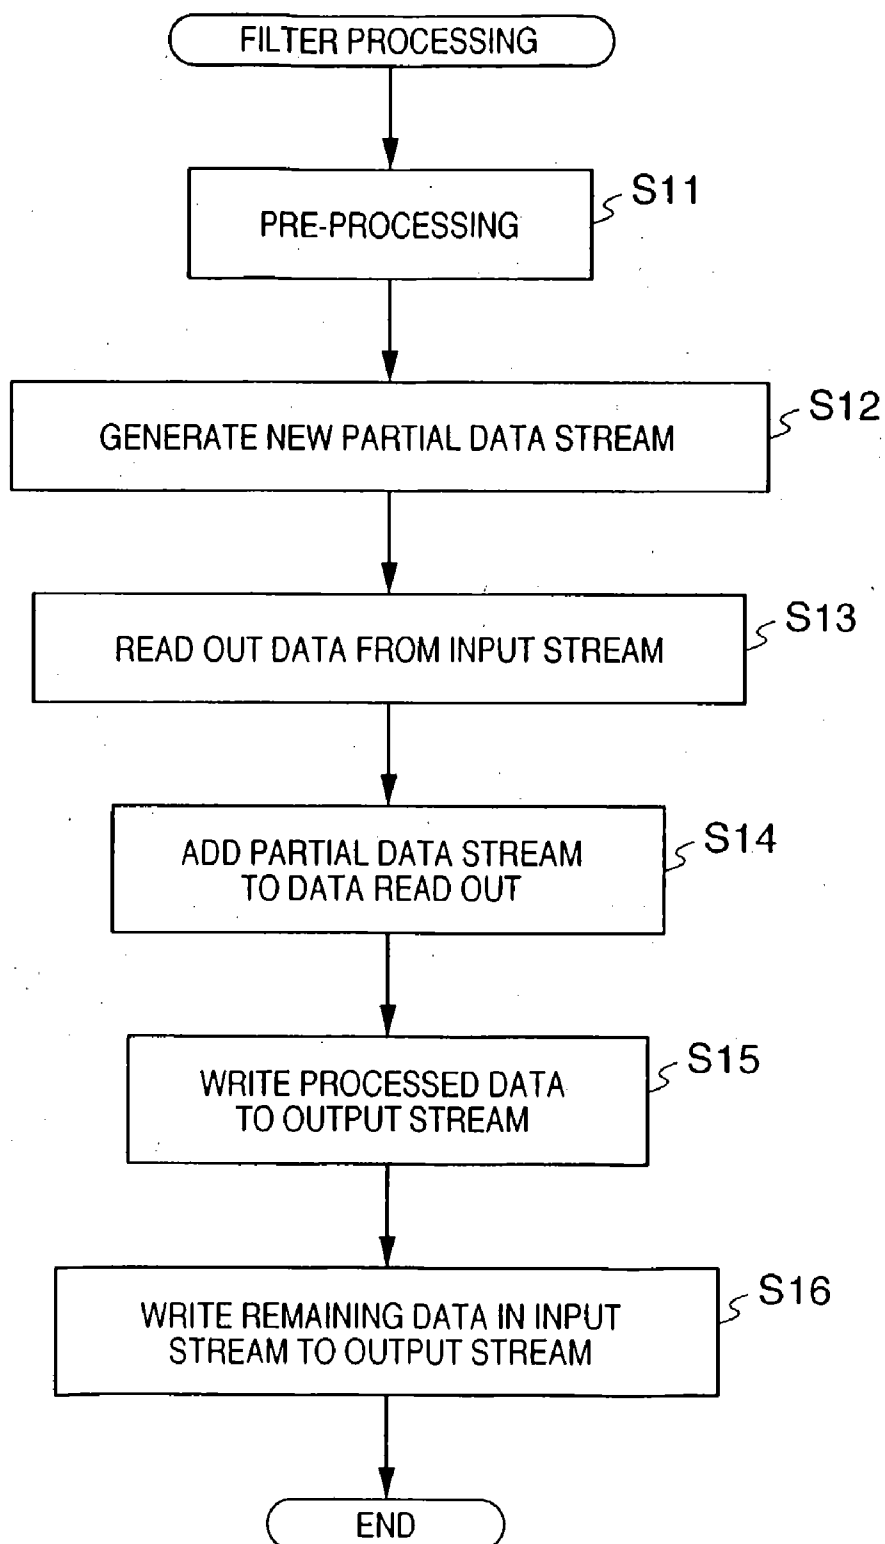 FILTER PROCESSING
S11
PRE-PROCESSING
S12
GENERATE NEW PARTIAL DATA STREAM
S13
READ OUT DATA FROM INPUT STREAM
S14
ADD PARTIAL DATA STREAM
TO DATA READ OUT
S15
WRITE PROCESSED DATA
TO OUTPUT STREAM
S16
WRITE REMAINING DATA IN INPUT
STREAM TO OUTPUT STREAM
END